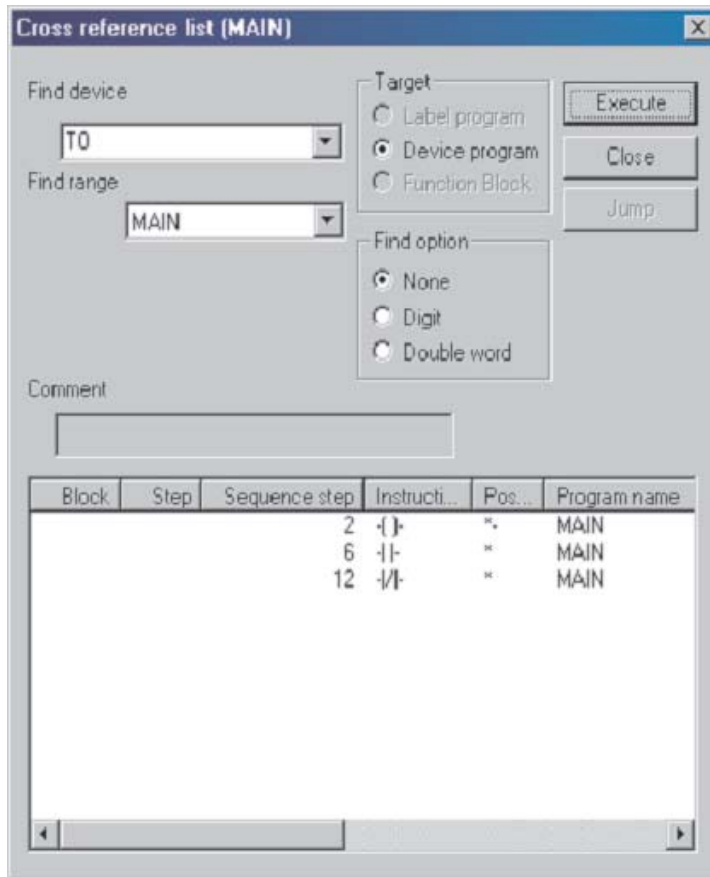 Cross reference list (MAIN)
Find device
T0
Find range
MAIN
Target
Label program
Device program
Function Block
Execute
Close
Jump
Find option
None
Digit
Double word
Comment
Block Step Sequence step Instructi... Pos... Program name
2 -( )- *- MAIN
6 -| |- * MAIN
12 -|/|- * MAIN